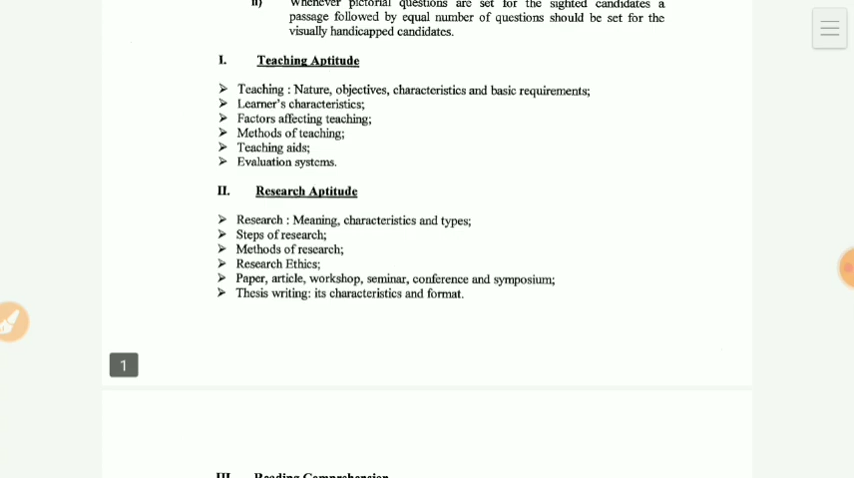 ii) Whenever pictorial questions are set for the sighted candidates a
passage followed by equal number of questions should be set for the
visually handicapped candidates.
I. Teaching Aptitude
➢ Teaching : Nature, objectives, characteristics and basic requirements;
➢ Learner's characteristics;
➢ Factors affecting teaching;
➢ Methods of teaching;
➢ Teaching aids;
➢ Evaluation systems.
II. Research Aptitude
➢ Research : Meaning, characteristics and types;
➢ Steps of research;
➢ Methods of research;
➢ Research Ethics;
➢ Paper, article, workshop, seminar, conference and symposium;
➢ Thesis writing: its characteristics and format.
1
III. Reading Comprehension